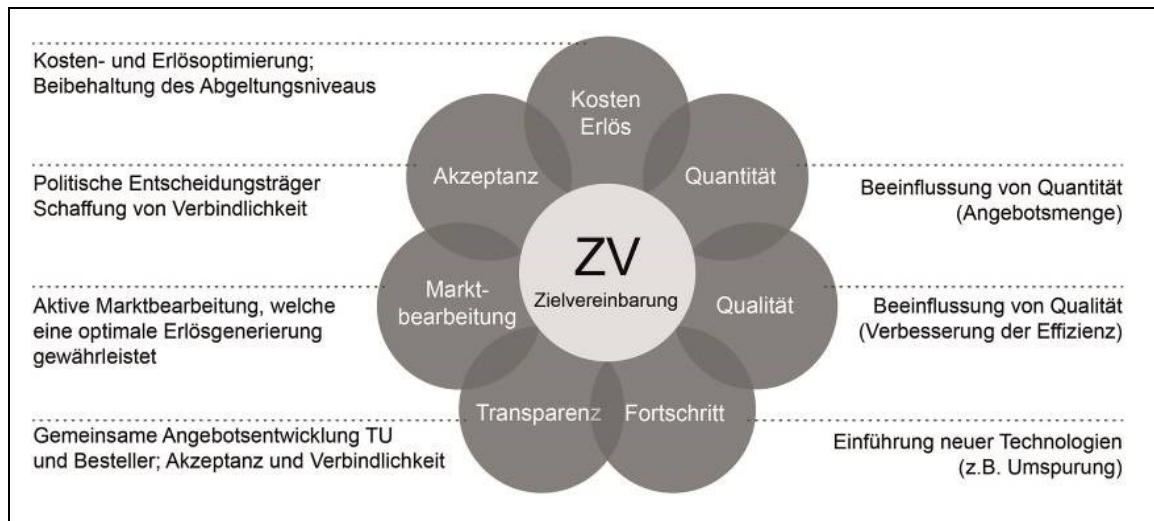 Kosten- und Erlösoptimierung;
Beibehaltung des Abgeltungsniveaus
Politische Entscheidungsträger
Schaffung von Verbindlichkeit
Aktive Marktbearbeitung, welche
eine optimale Erlösgenerierung
gewährleistet
Gemeinsame Angebotsentwicklung TU
und Besteller; Akzeptanz und Verbindlichkeit
Kosten
Erlös
Akzeptanz
Quantität
ZV
Zielvereinbarung
Markt-
bearbeitung
Qualität
Transparenz
Fortschritt
Beeinflussung von Quantität
(Angebotsmenge)
Beeinflussung von Qualität
(Verbesserung der Effizienz)
Einführung neuer Technologien
(z.B. Umspurung)